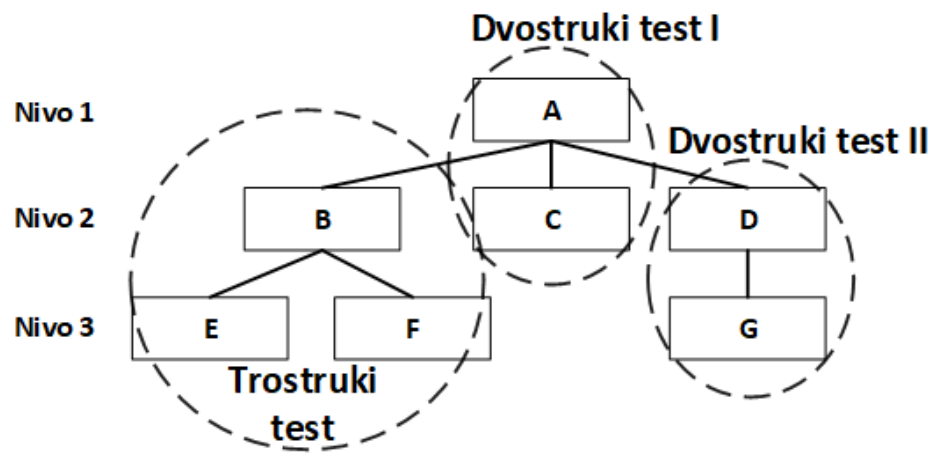 Dvostruki test I
Nivo 1
A
Dvostruki test II
Nivo 2
B
C
D
Nivo 3
E
F
G
Trostruki
test